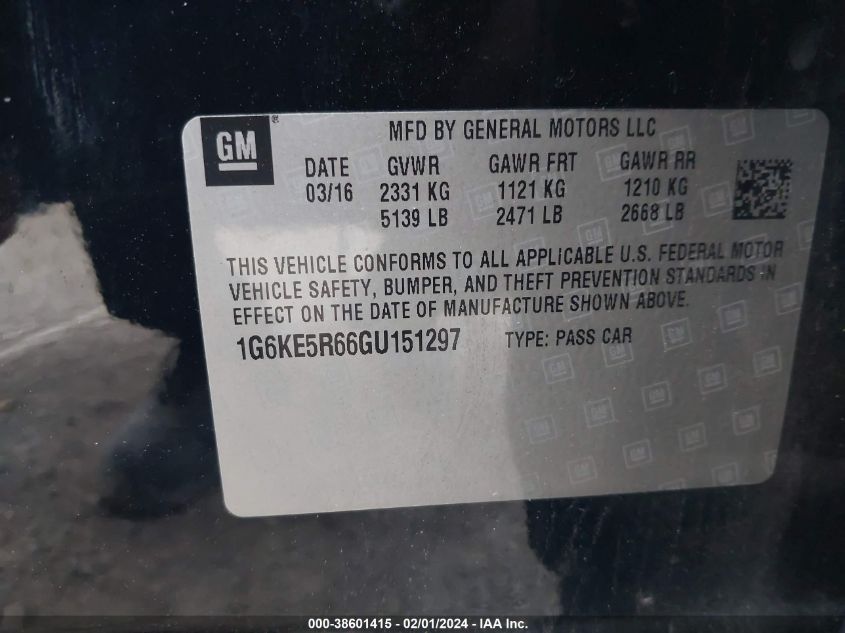 GM ®
MFD BY GENERAL MOTORS LLC
DATE GVWR GAWR FRT GAWR RR
03/16 2331 KG 1121 KG 1210 KG
5139 LB 2471 LB 2668 LB
THIS VEHICLE CONFORMS TO ALL APPLICABLE U.S. FEDERAL MOTOR
VEHICLE SAFETY, BUMPER, AND THEFT PREVENTION STANDARDS IN
EFFECT ON THE DATE OF MANUFACTURE SHOWN ABOVE.
1G6KE5R66GU151297 TYPE: PASS CAR
000-38601415 - 02/01/2024 - IAA Inc.